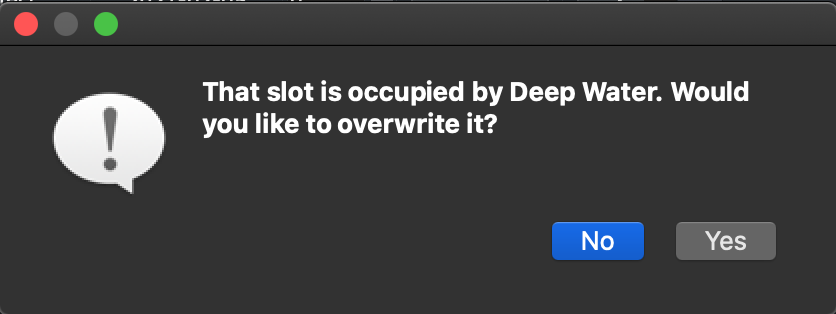 That slot is occupied by Deep Water. Would
you like to overwrite it?
No
Yes